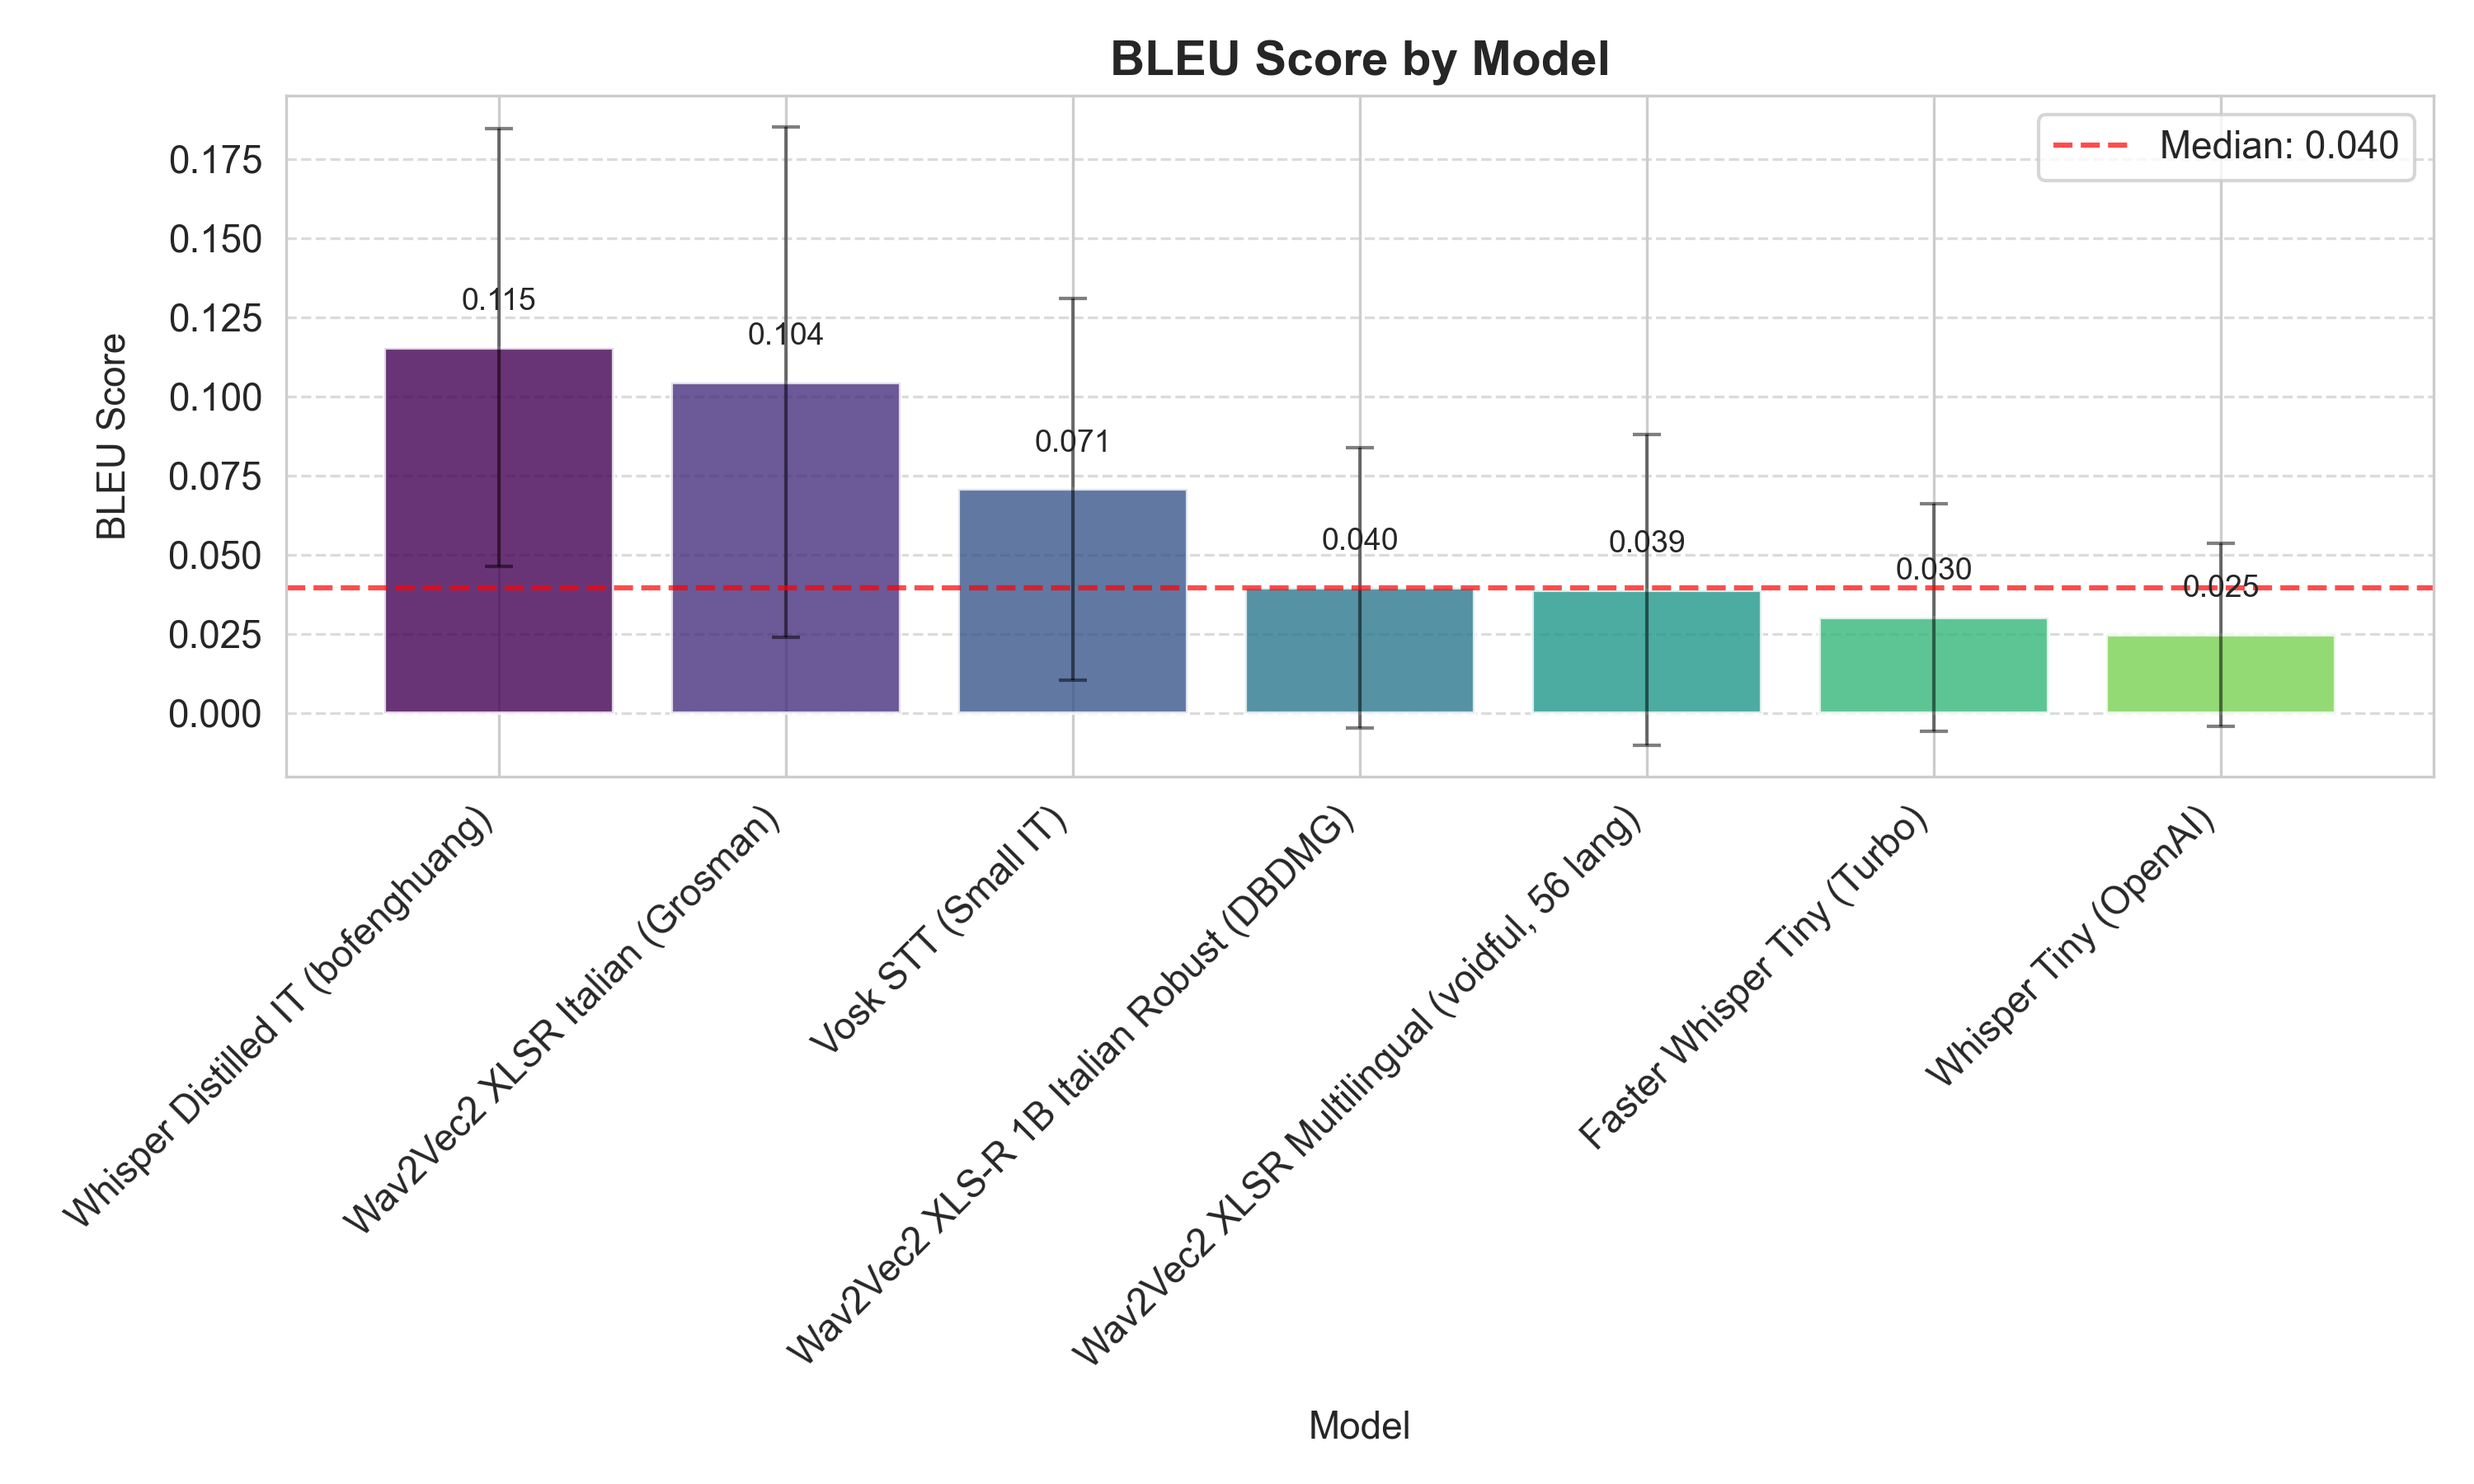 BLEU Score by Model
Median: 0.040
BLEU Score
0.175
0.150
0.125
0.100
0.075
0.050
0.025
0.000
0.115
0.104
0.071
0.040
0.039
0.030
0.025
Whisper Distilled IT (bofenghuang)
Wav2Vec2 XLSR Italian (Grosman)
Vosk STT (Small IT)
Wav2Vec2 XLS-R 1B Italian Robust (DBDMG)
Wav2Vec2 XLSR Multilingual (voidful, 56 lang)
Faster Whisper Tiny (Turbo)
Whisper Tiny (OpenAI)
Model